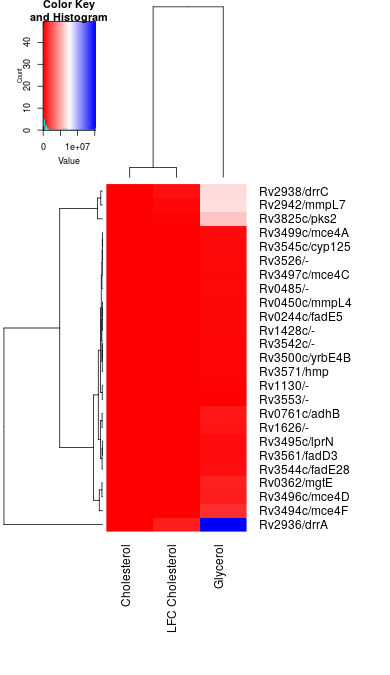 Color Key
and Histogram
Count
0 10 20 30 40
0 1e+07
Value
Rv2938/drrC
Rv2942/mmpL7
Rv3825c/pks2
Rv3499c/mce4A
Rv3545c/cyp125
Rv3526/-
Rv3497c/mce4C
Rv0485/-
Rv0450c/mmpL4
Rv0244c/fadE5
Rv1428c/-
Rv3542c/-
Rv3500c/yrbE4B
Rv3571/hmp
Rv1130/-
Rv3553/-
Rv0761c/adhB
Rv1626/-
Rv3495c/lprN
Rv3561/fadD3
Rv3544c/fadE28
Rv0362/mgtE
Rv3496c/mce4D
Rv3494c/mce4F
Rv2936/drrA
Cholesterol
LFC Cholesterol
Glycerol